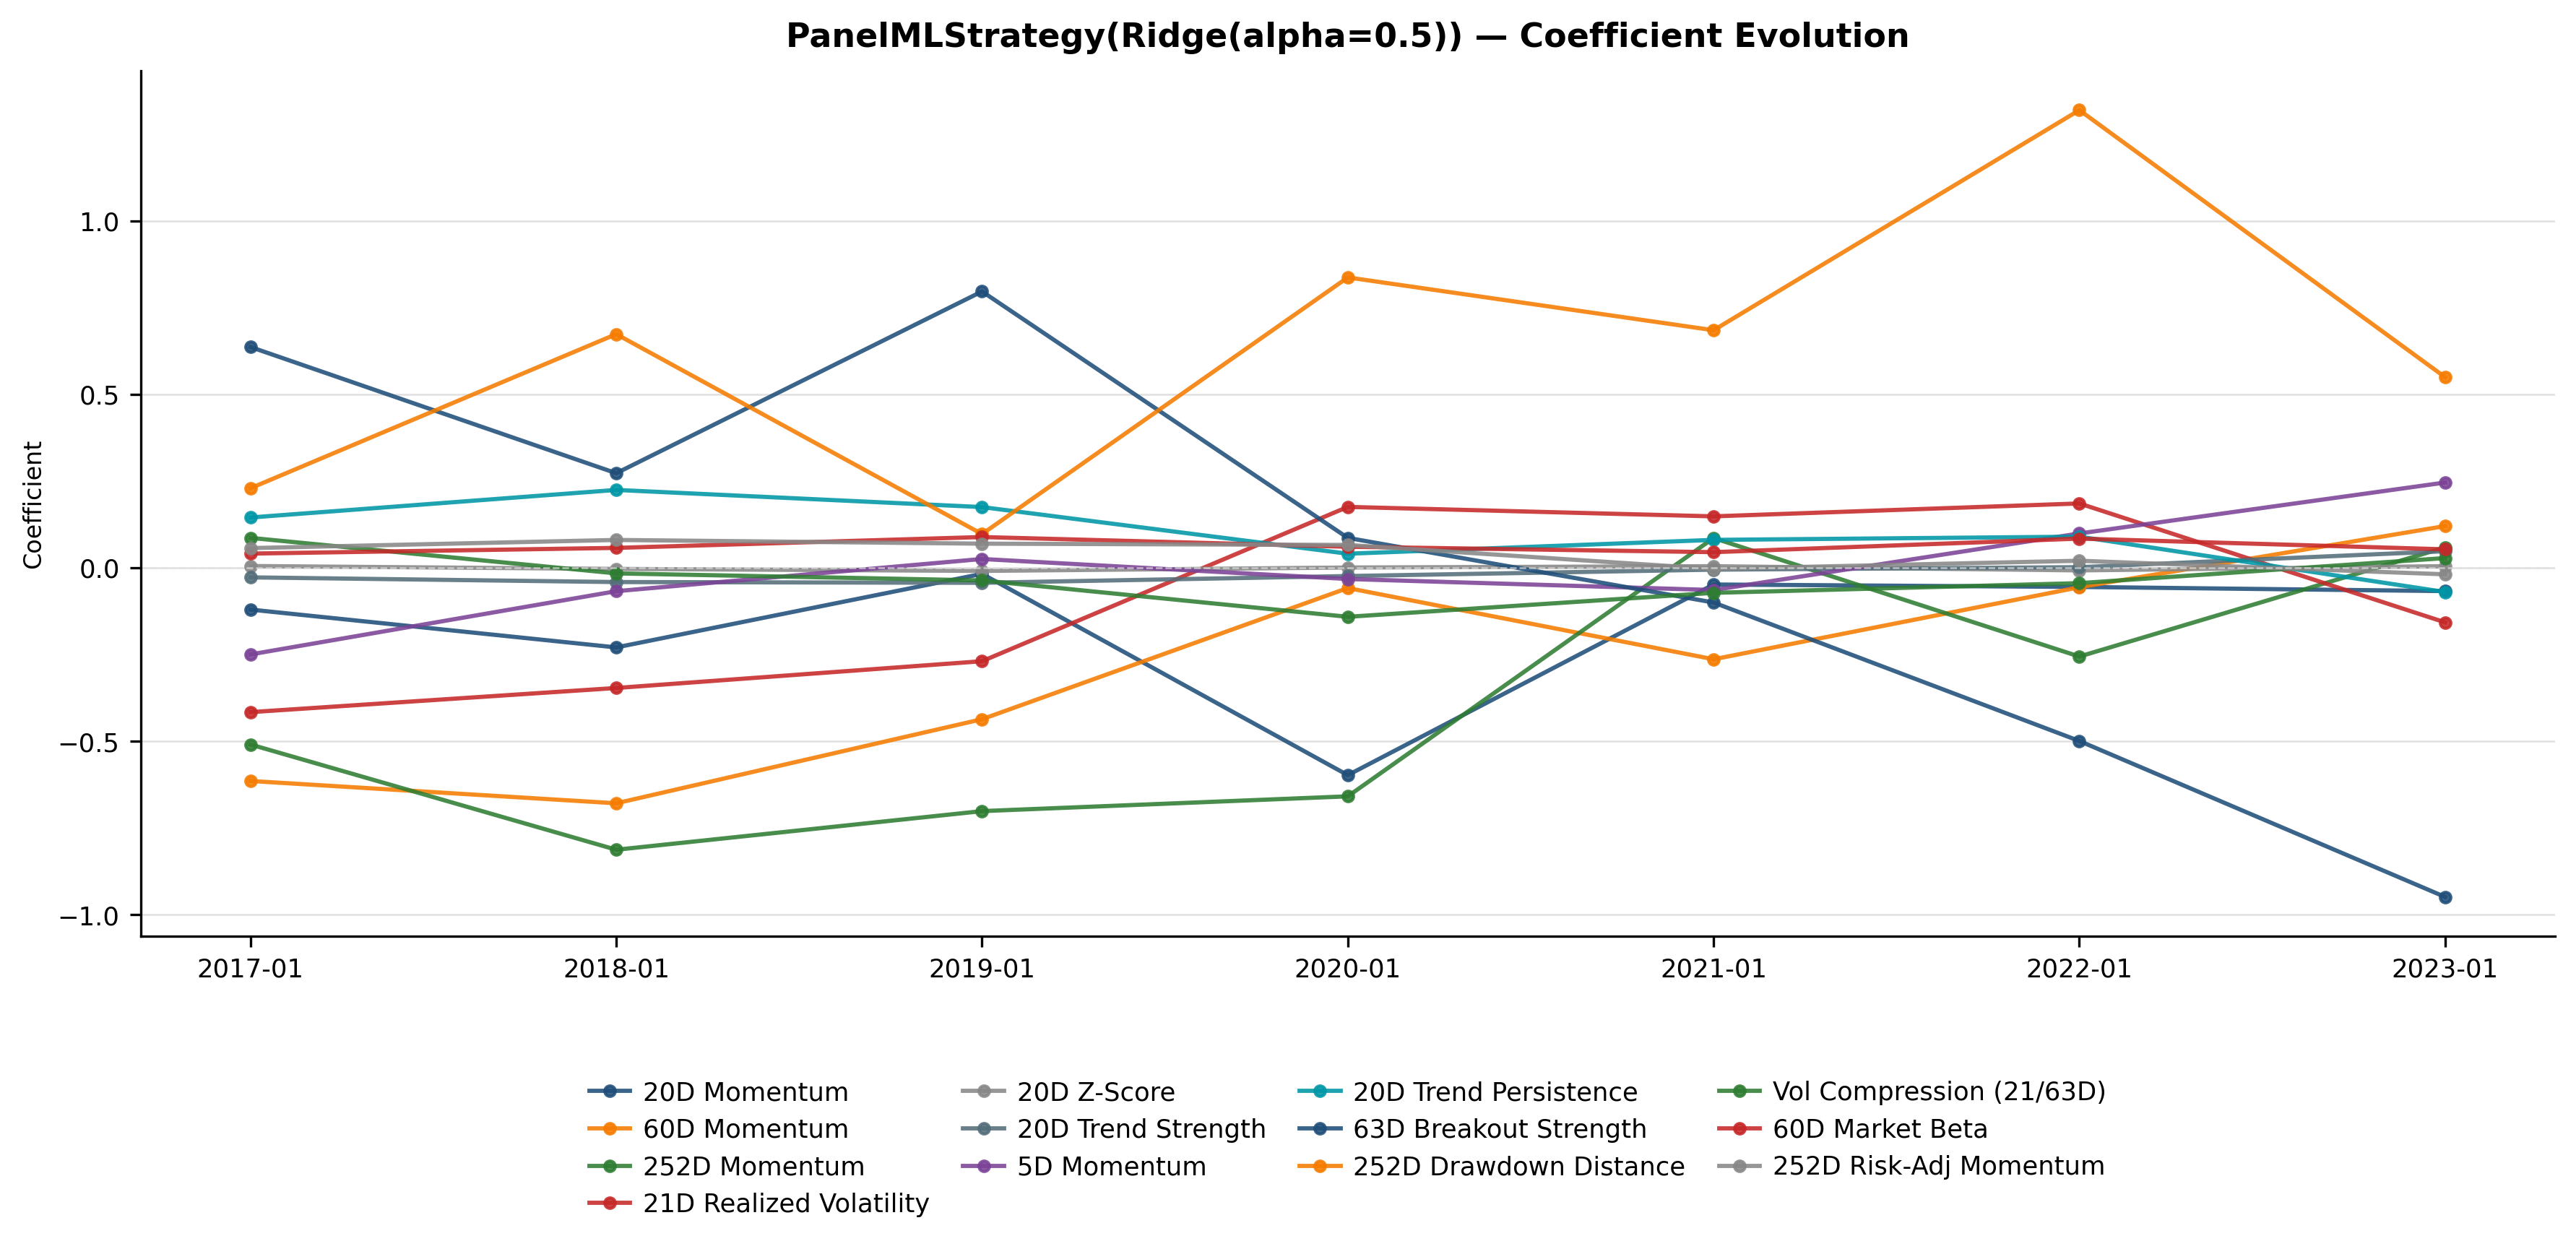 PanelMLStrategy(Ridge(alpha=0.5)) — Coefficient Evolution
Coefficient
1.0
0.5
0.0
−0.5
−1.0
2017-01 2018-01 2019-01 2020-01 2021-01 2022-01 2023-01
20D Momentum 20D Z-Score 20D Trend Persistence Vol Compression (21/63D)
60D Momentum 20D Trend Strength 63D Breakout Strength 60D Market Beta
252D Momentum 5D Momentum 252D Drawdown Distance 252D Risk-Adj Momentum
21D Realized Volatility